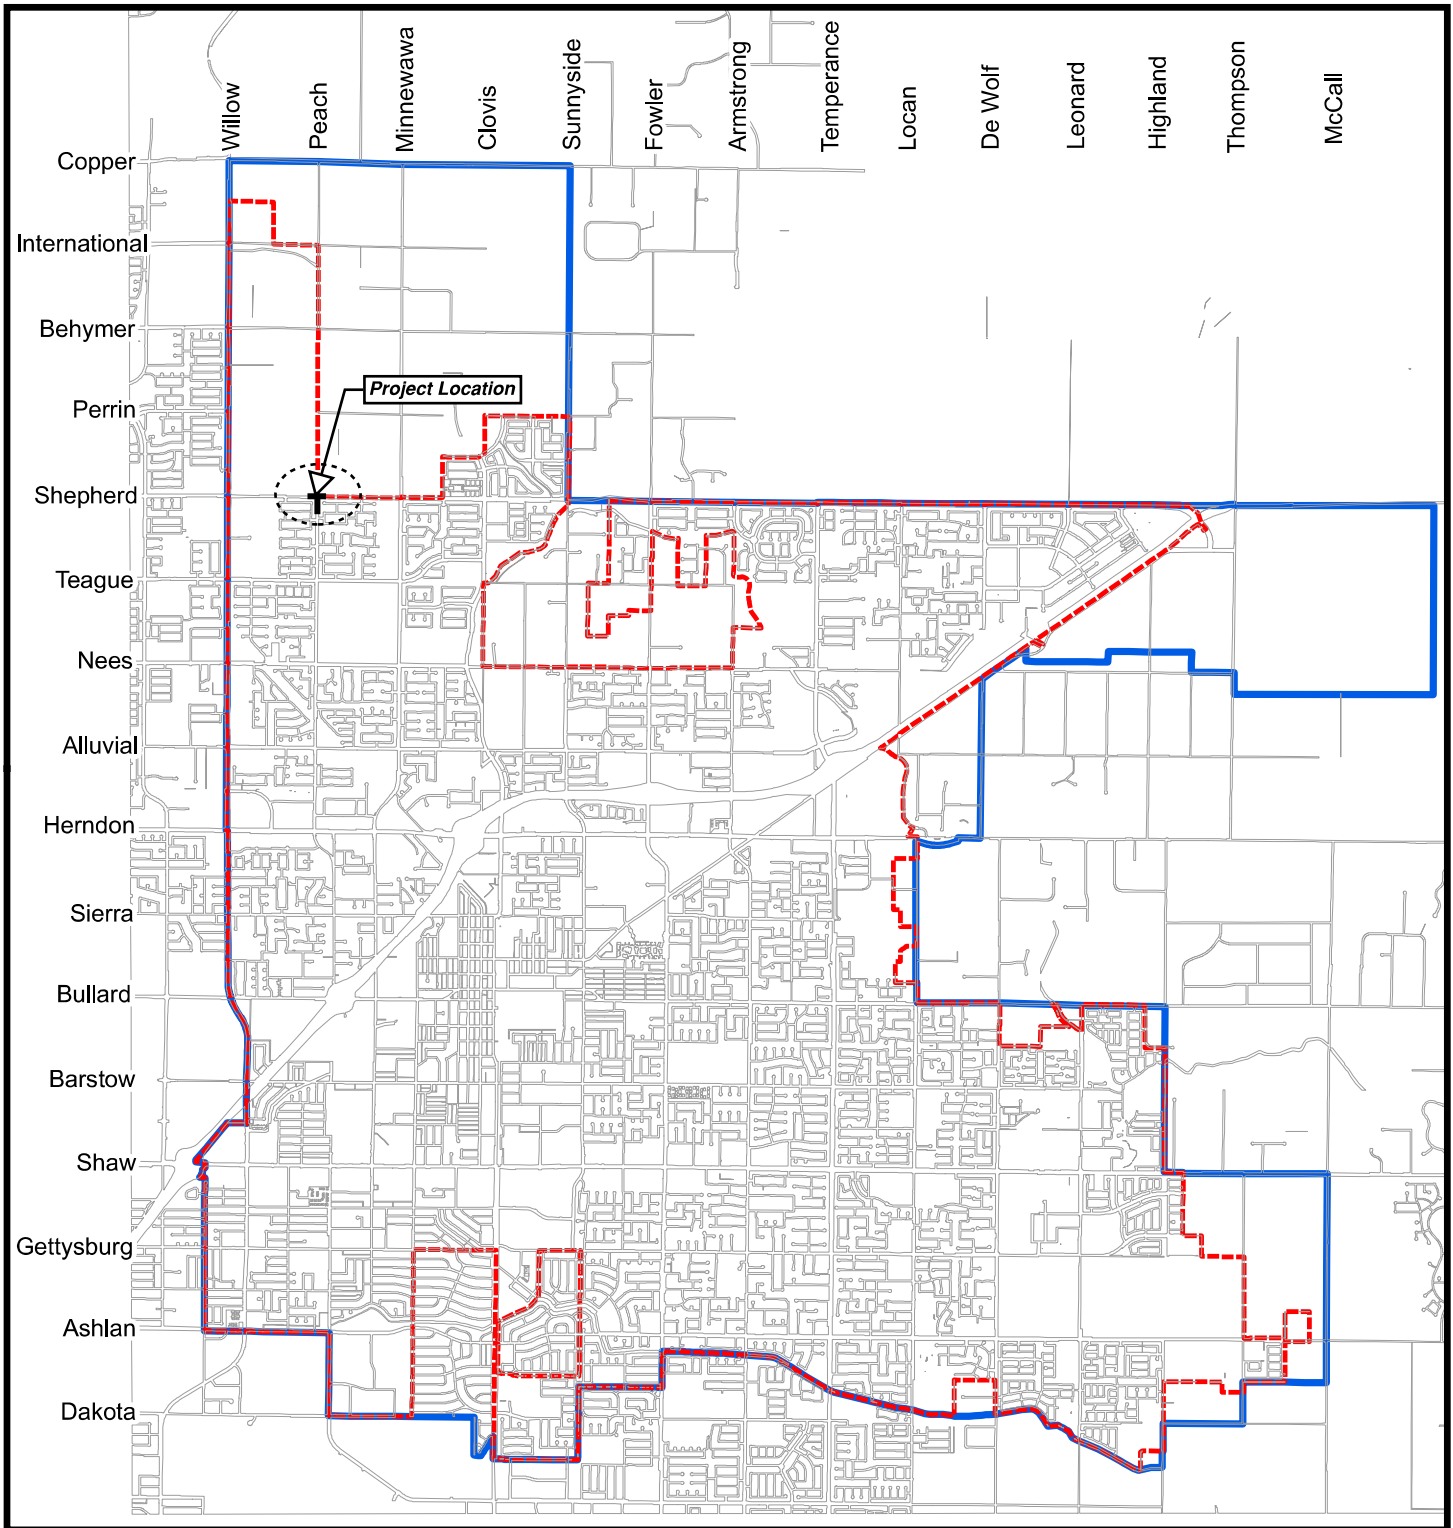 Willow
Peach
Minnewawa
Clovis
Sunnyside
Fowler
Armstrong
Temperance
Locan
De Wolf
Leonard
Highland
Thompson
McCall
Copper
International
Behymer
Perrin
Project Location
Shepherd
Teague
Nees
Alluvial
Herndon
Sierra
Bullard
Barstow
Shaw
Gettysburg
Ashlan
Dakota